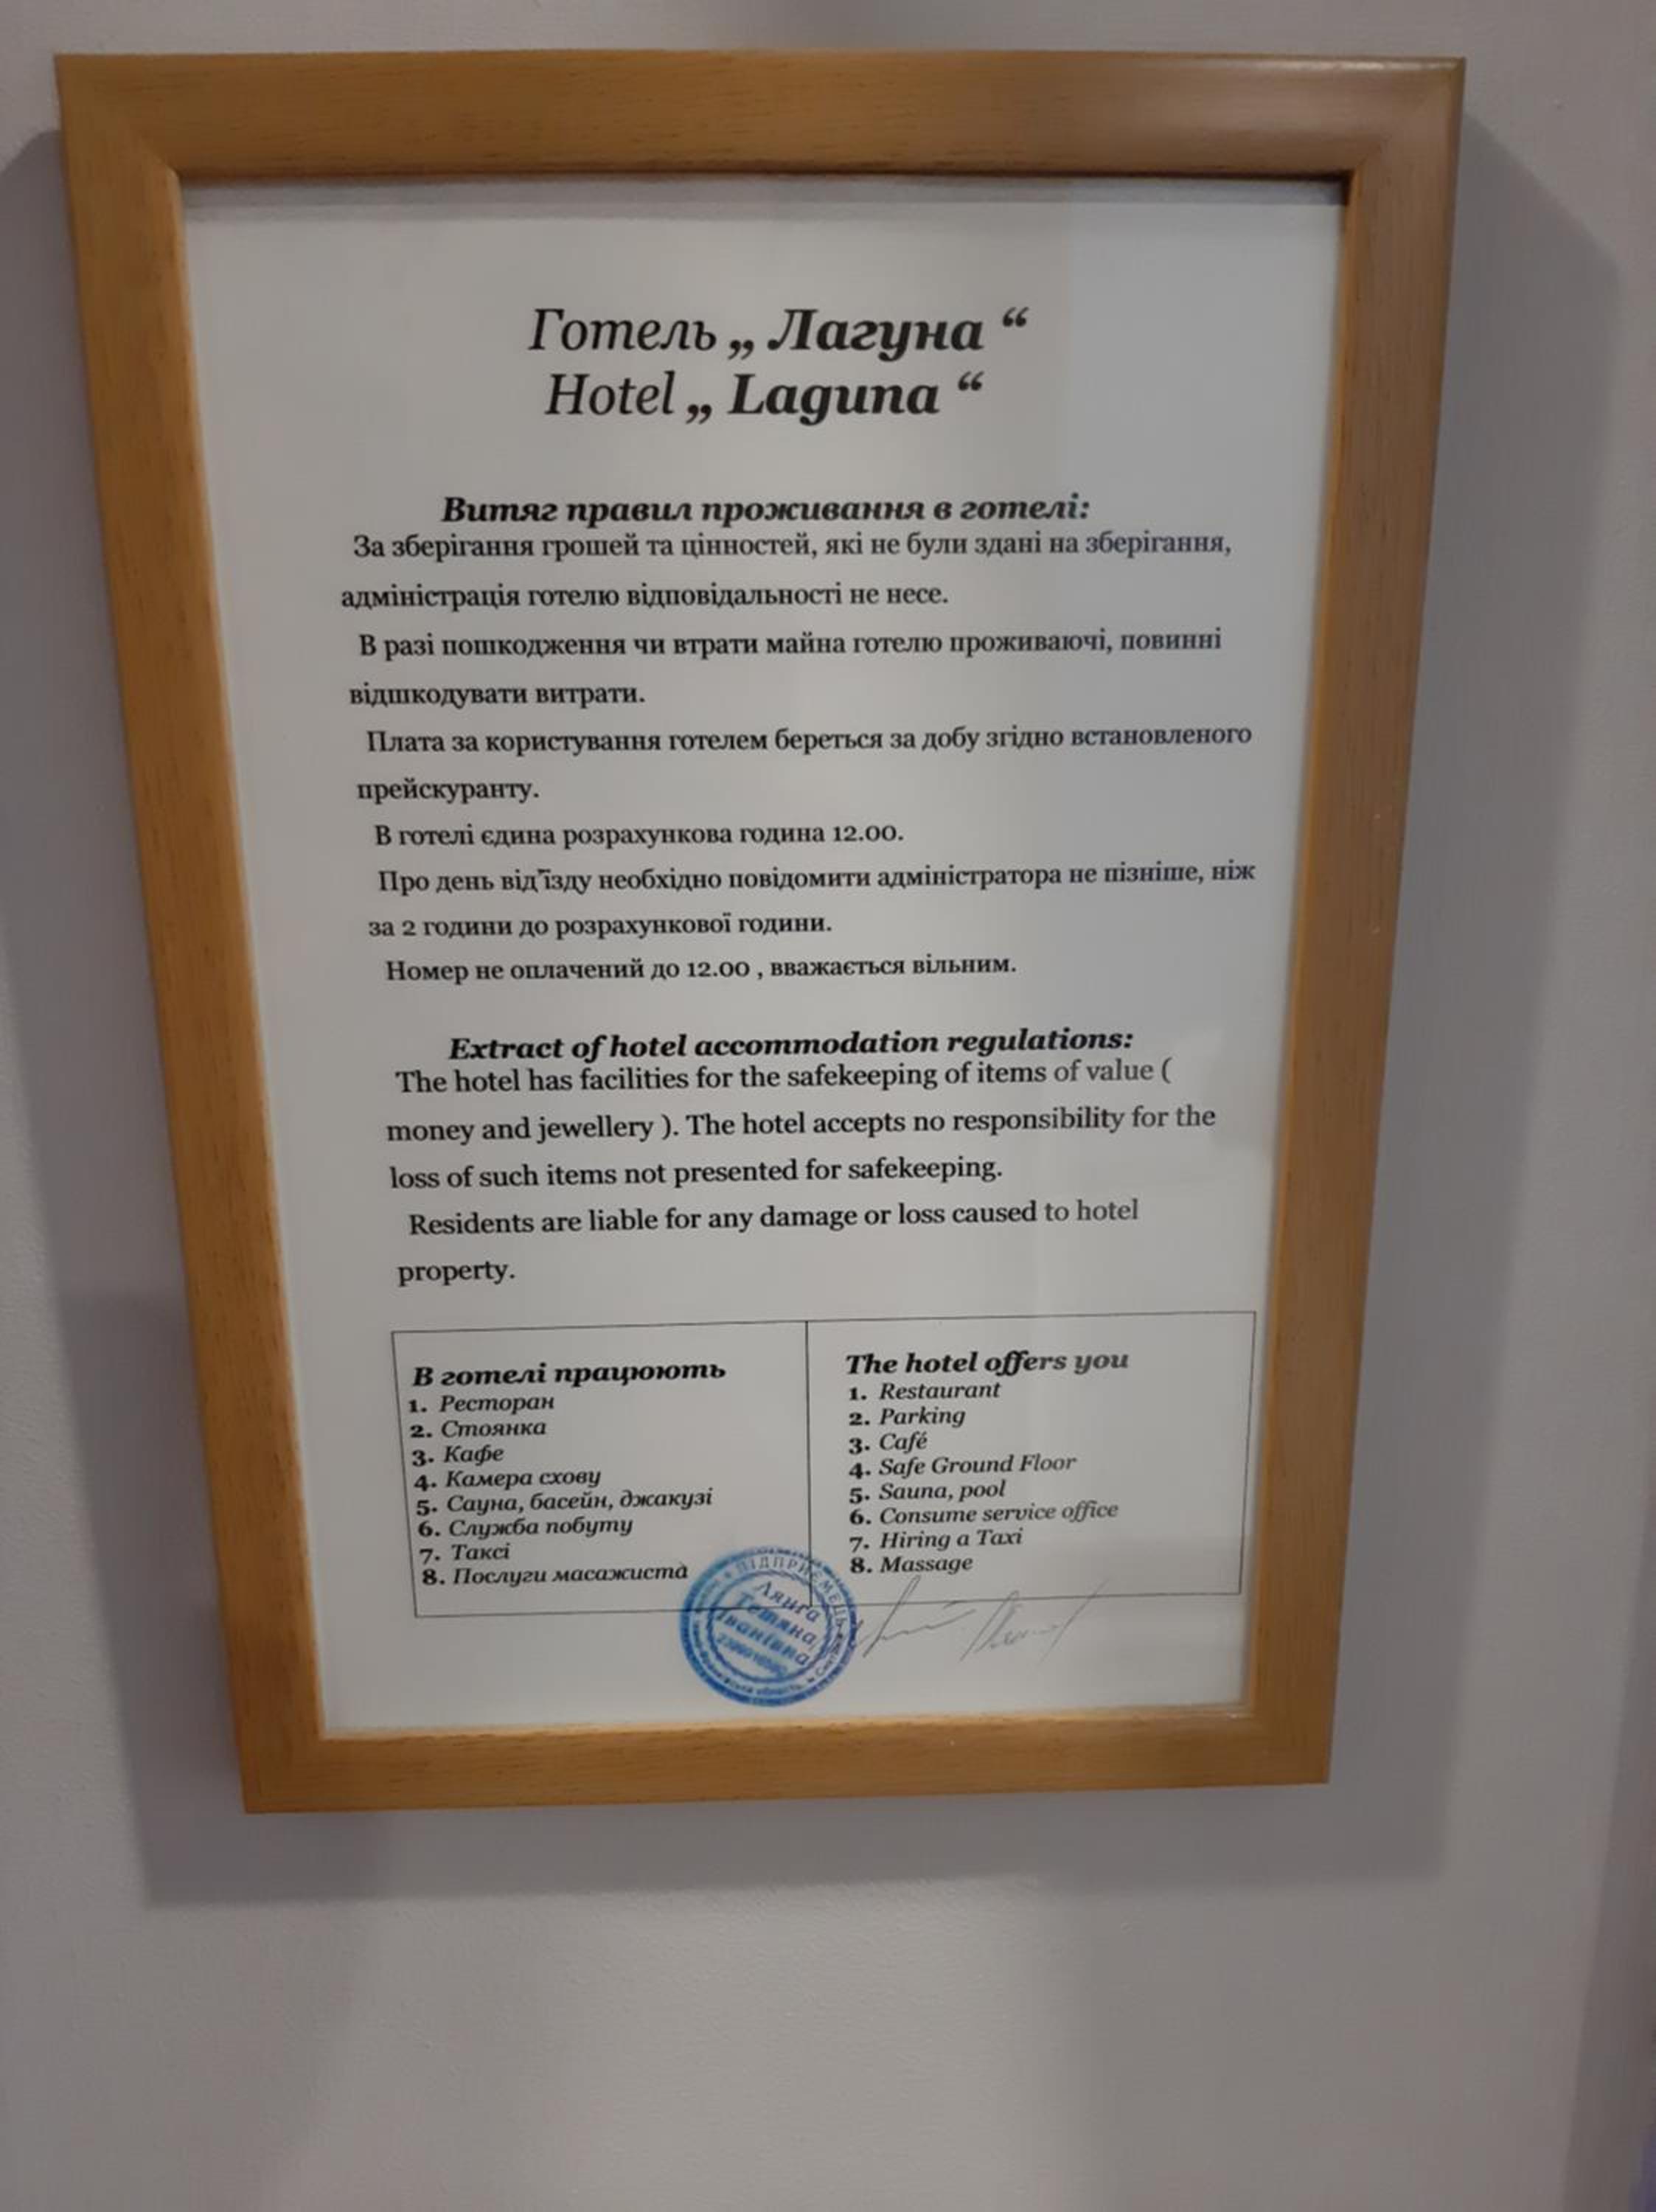 Готель „ Лагуна “
Hotel „ Laguna “
Витяг правил проживання в готелі:
За зберігання грошей та цінностей, які не були здані на зберігання,
адміністрація готелю відповідальності не несе.
В разі пошкодження чи втрати майна готелю проживаючі, повинні
відшкодувати витрати.
Плата за користування готелем береться за добу згідно встановленого
прейскуранту.
В готелі єдина розрахункова година 12.00.
Про день від"їзду необхідно повідомити адміністратора не пізніше, ніж
за 2 години до розрахункової години.
Номер не оплачений до 12.00 , вважається вільним.
Extract of hotel accommodation regulations:
The hotel has facilities for the safekeeping of items of value (
money and jewellery ). The hotel accepts no responsibility for the
loss of such items not presented for safekeeping.
Residents are liable for any damage or loss caused to hotel
property.
В готелі працюють
1. Ресторан
2. Стоянка
3. Кафе
4. Камера схову
5. Сауна, басейн, джакузі
6. Служба побуту
7. Таксі
8. Послуги масажиста
The hotel offers you
1. Restaurant
2. Parking
3. Café
4. Safe Ground Floor
5. Sauna, pool
6. Consume service office
7. Hiring a Taxi
8. Massage
ПІДПРИЄМЕЦЬ
Тетяна
Іванівна